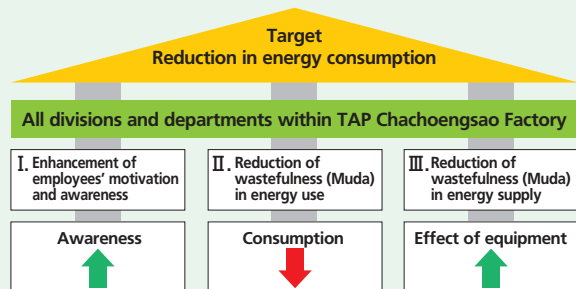 Target
Reduction in energy consumption
All divisions and departments within TAP Chachoengsao Factory
Ⅰ. Enhancement of
employees’ motivation
and awareness
Ⅱ. Reduction of
wastefulness (Muda)
in energy use
Ⅲ. Reduction of
wastefulness (Muda)
in energy supply
Awareness
Consumption
Effect of equipment